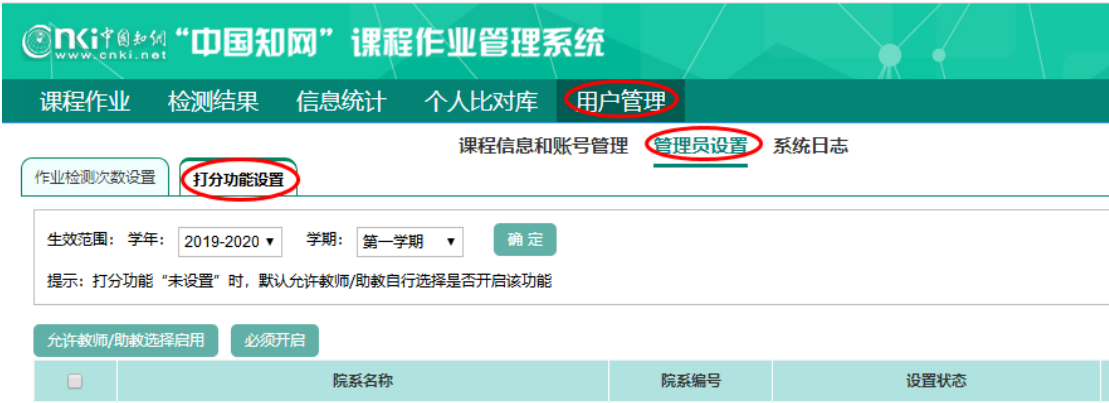 cnki中国知网 “中国知网”课程作业管理系统
www.cnki.net
课程作业 检测结果 信息统计 个人比对库 用户管理
课程信息和账号管理 管理员设置 系统日志
作业检测次数设置 打分功能设置
生效范围： 学年： 2019-2020 学期： 第一学期 确定
提示：打分功能“未设置”时，默认允许教师/助教自行选择是否开启该功能
允许教师/助教选择启用 必须开启
院系名称 院系编号 设置状态